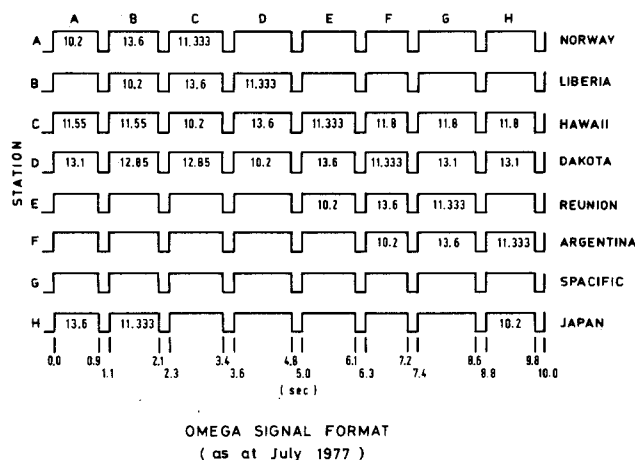 A B C D E F G H
A 10.2 13.6 11.333 NORWAY
B 10.2 13.6 11.333 LIBERIA
C 11.55 11.55 10.2 13.6 11.333 11.8 11.8 11.8 HAWAII
D 13.1 12.85 12.85 10.2 13.6 11.333 13.1 13.1 DAKOTA
E 10.2 13.6 11.333 REUNION
F 10.2 13.6 11.333 ARGENTINA
G SPACIFIC
H 13.6 11.333 10.2 JAPAN
STATION
0.0 0.9 2.1 3.4 4.8 6.1 7.2 8.6 9.8
1.1 2.3 3.6 5.0 6.3 7.4 8.8 10.0
( sec )
OMEGA SIGNAL FORMAT
( as at July 1977 )